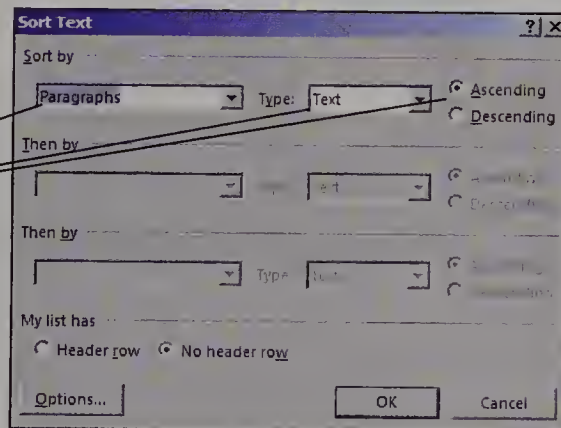 Sort Text
Sort by
Paragraphs Type: Text Ascending
Descending
Then by
Then by
Type
My list has
Header row No header row
Options... OK Cancel